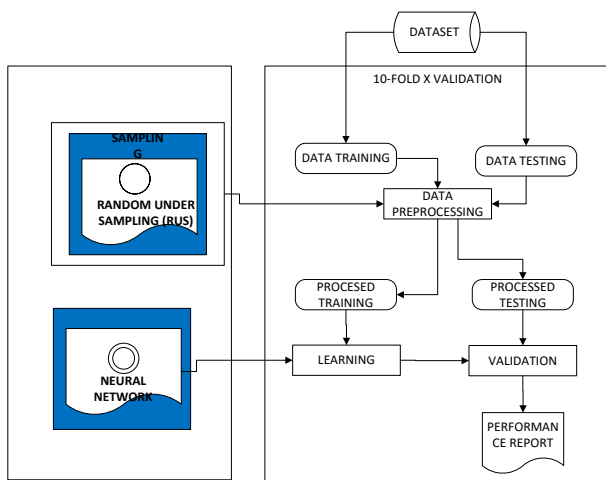 DATASET
10-FOLD X VALIDATION
SAMPLIN
G
RANDOM UNDER
SAMPLING (RUS)
DATA TRAINING
DATA TESTING
DATA
PREPROCESSING
PROCESED
TRAINING
PROCESSED
TESTING
NEURAL
NETWORK
LEARNING
VALIDATION
PERFORMAN
CE REPORT